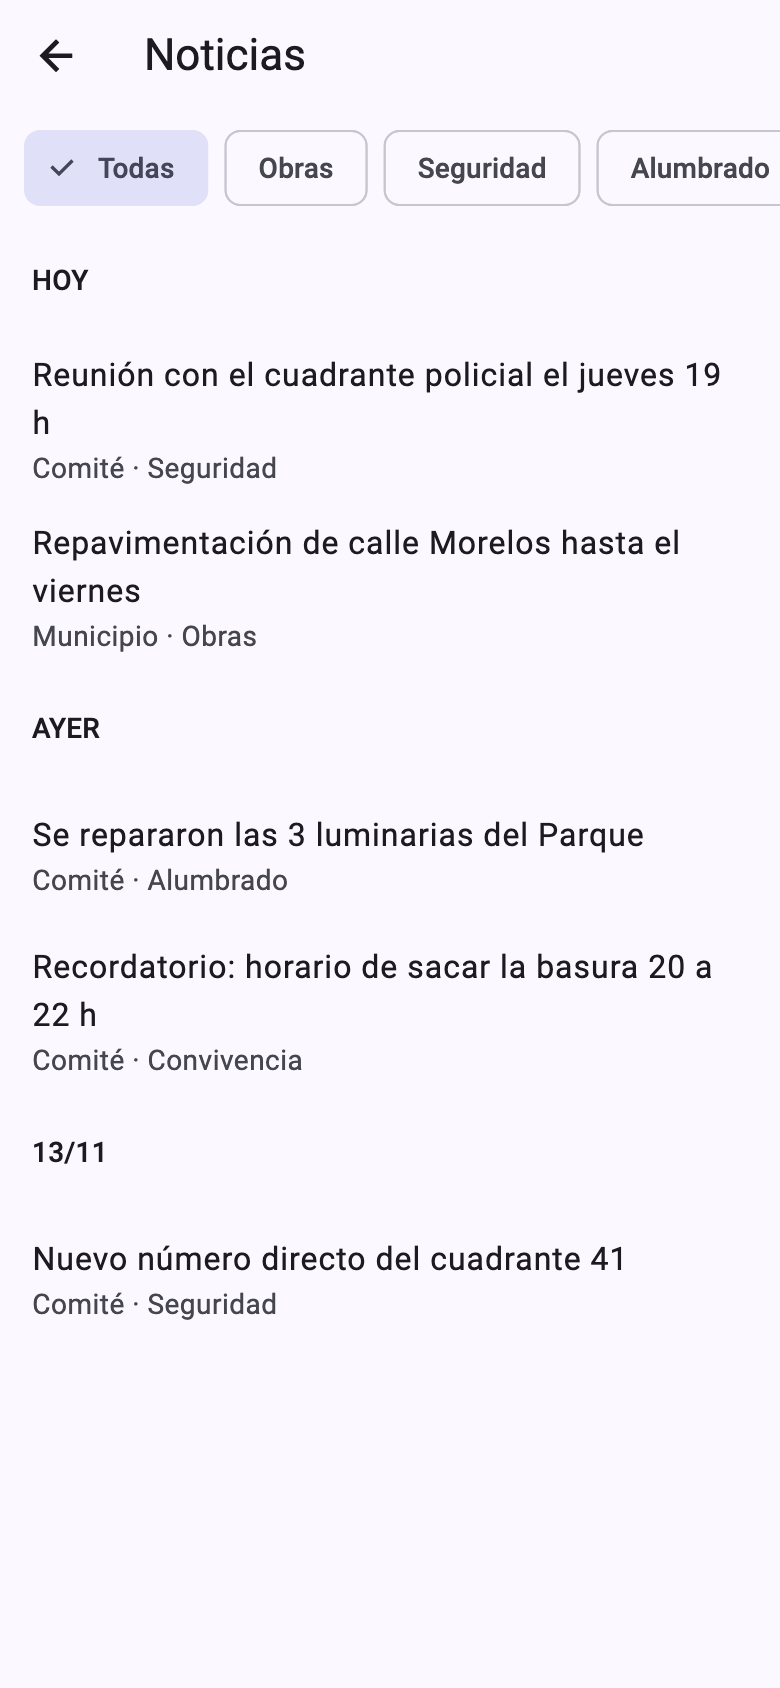 Noticias
Todas
Obras
Seguridad
Alumbrado
HOY
Reunión con el cuadrante policial el jueves 19
h
Comité · Seguridad
Repavimentación de calle Morelos hasta el
viernes
Municipio · Obras
AYER
Se repararon las 3 luminarias del Parque
Comité · Alumbrado
Recordatorio: horario de sacar la basura 20 a
22 h
Comité · Convivencia
13/11
Nuevo número directo del cuadrante 41
Comité · Seguridad